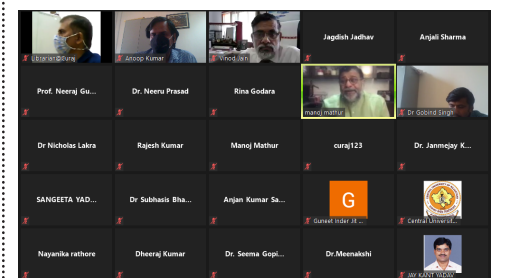 Librarian@Curaj
Anoop Kumar
Vinod Jain
Jagdish Jadhav
Anjali Sharma
Prof. Neeraj Gu...
Dr. Neeru Prasad
Rina Godara
manoj mathur
Dr Gobind Singh
Dr Nicholas Lakra
Rajesh Kumar
Manoj Mathur
curaj123
Dr. Janmejay K...
SANGEETA YAD...
Dr Subhasis Bha...
Anjan Kumar Sa...
G
Guneet Inder Jit ...
Central Universit...
Nayanika rathore
Dheeraj Kumar
Dr. Seema Gopi...
Dr.Meenakshi
JAY KANT YADAV